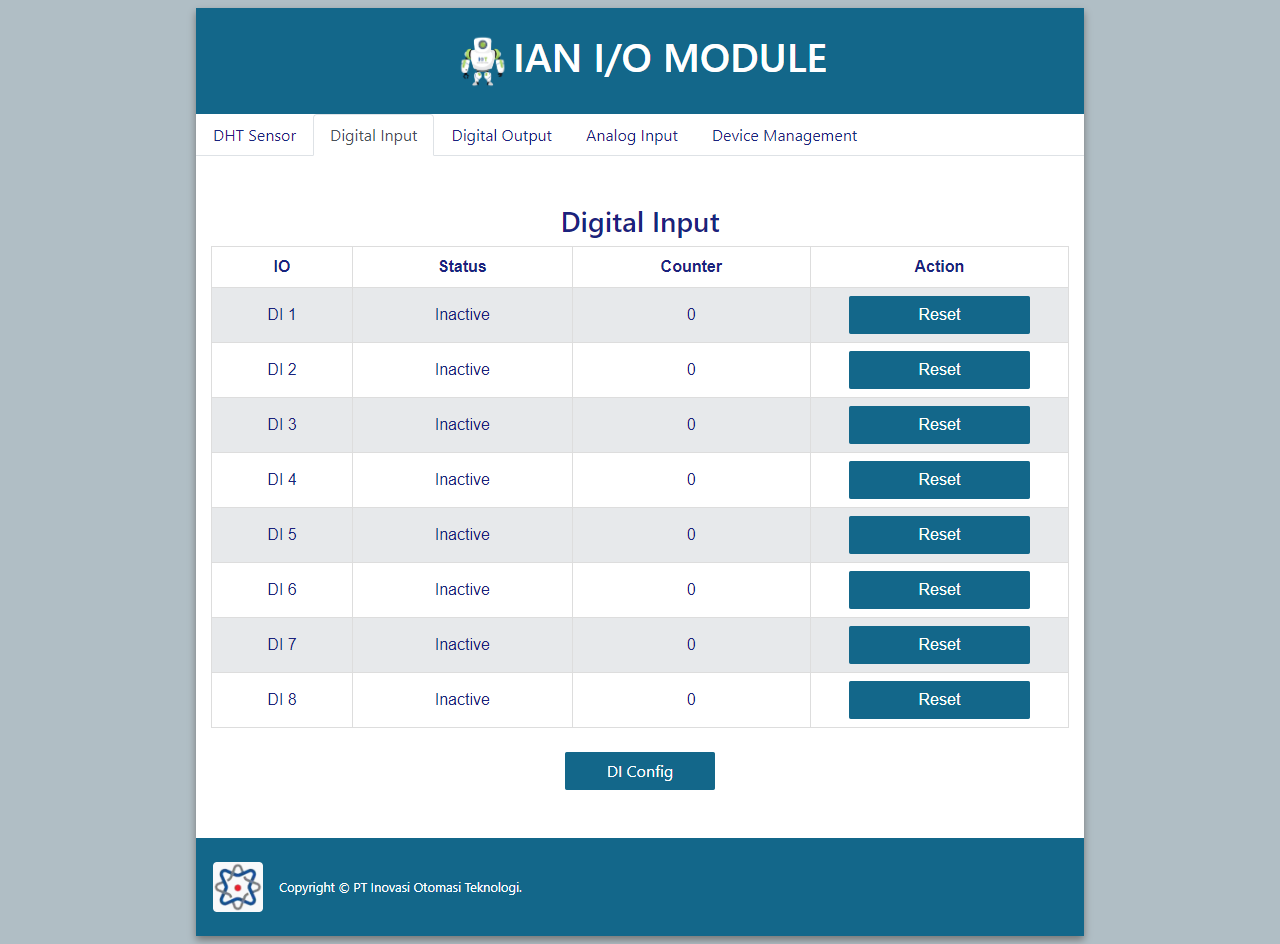 IAN I/O MODULE
DHT Sensor Digital Input Digital Output Analog Input Device Management
Digital Input
IO Status Counter Action
DI 1 Inactive 0 Reset
DI 2 Inactive 0 Reset
DI 3 Inactive 0 Reset
DI 4 Inactive 0 Reset
DI 5 Inactive 0 Reset
DI 6 Inactive 0 Reset
DI 7 Inactive 0 Reset
DI 8 Inactive 0 Reset
DI Config
Copyright © PT Inovasi Otomasi Teknologi.